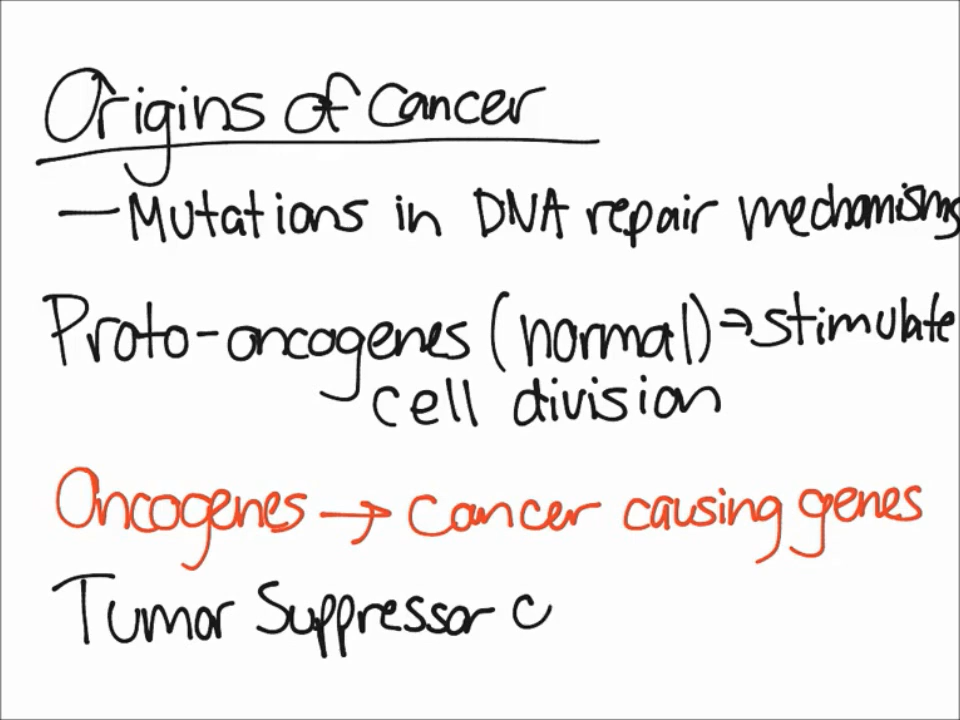 Origins of cancer
— Mutations in DNA repair mechanisms
Proto-oncogenes (normal) ⇒ stimulate
cell division
Oncogenes → cancer causing genes
Tumor Suppressor